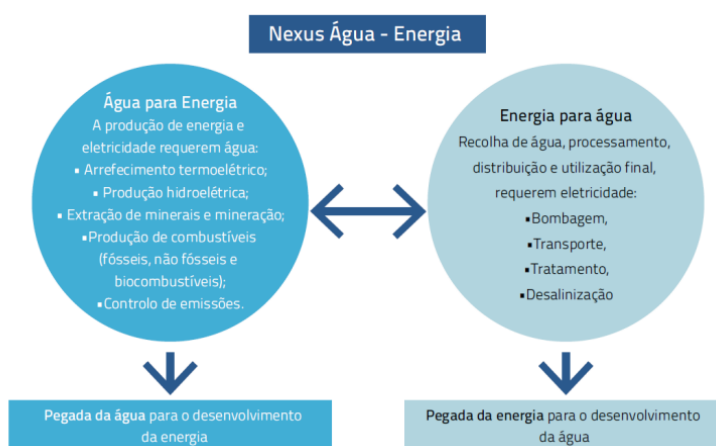 Nexus Água - Energia
Água para Energia
A produção de energia e
eletricidade requerem água:
▪ Arrefecimento termoelétrico;
▪ Produção hidroelétrica;
▪ Extração de minerais e mineração;
▪Produção de combustíveis
(fósseis, não fósseis e
biocombustíveis);
▪Controlo de emissões.
Energia para água
Recolha de água, processamento,
distribuição e utilização final,
requerem eletricidade:
▪Bombagem,
▪Transporte,
▪Tratamento,
▪Desalinização
Pegada da água para o desenvolvimento
da energia
Pegada da energia para o desenvolvimento
da água